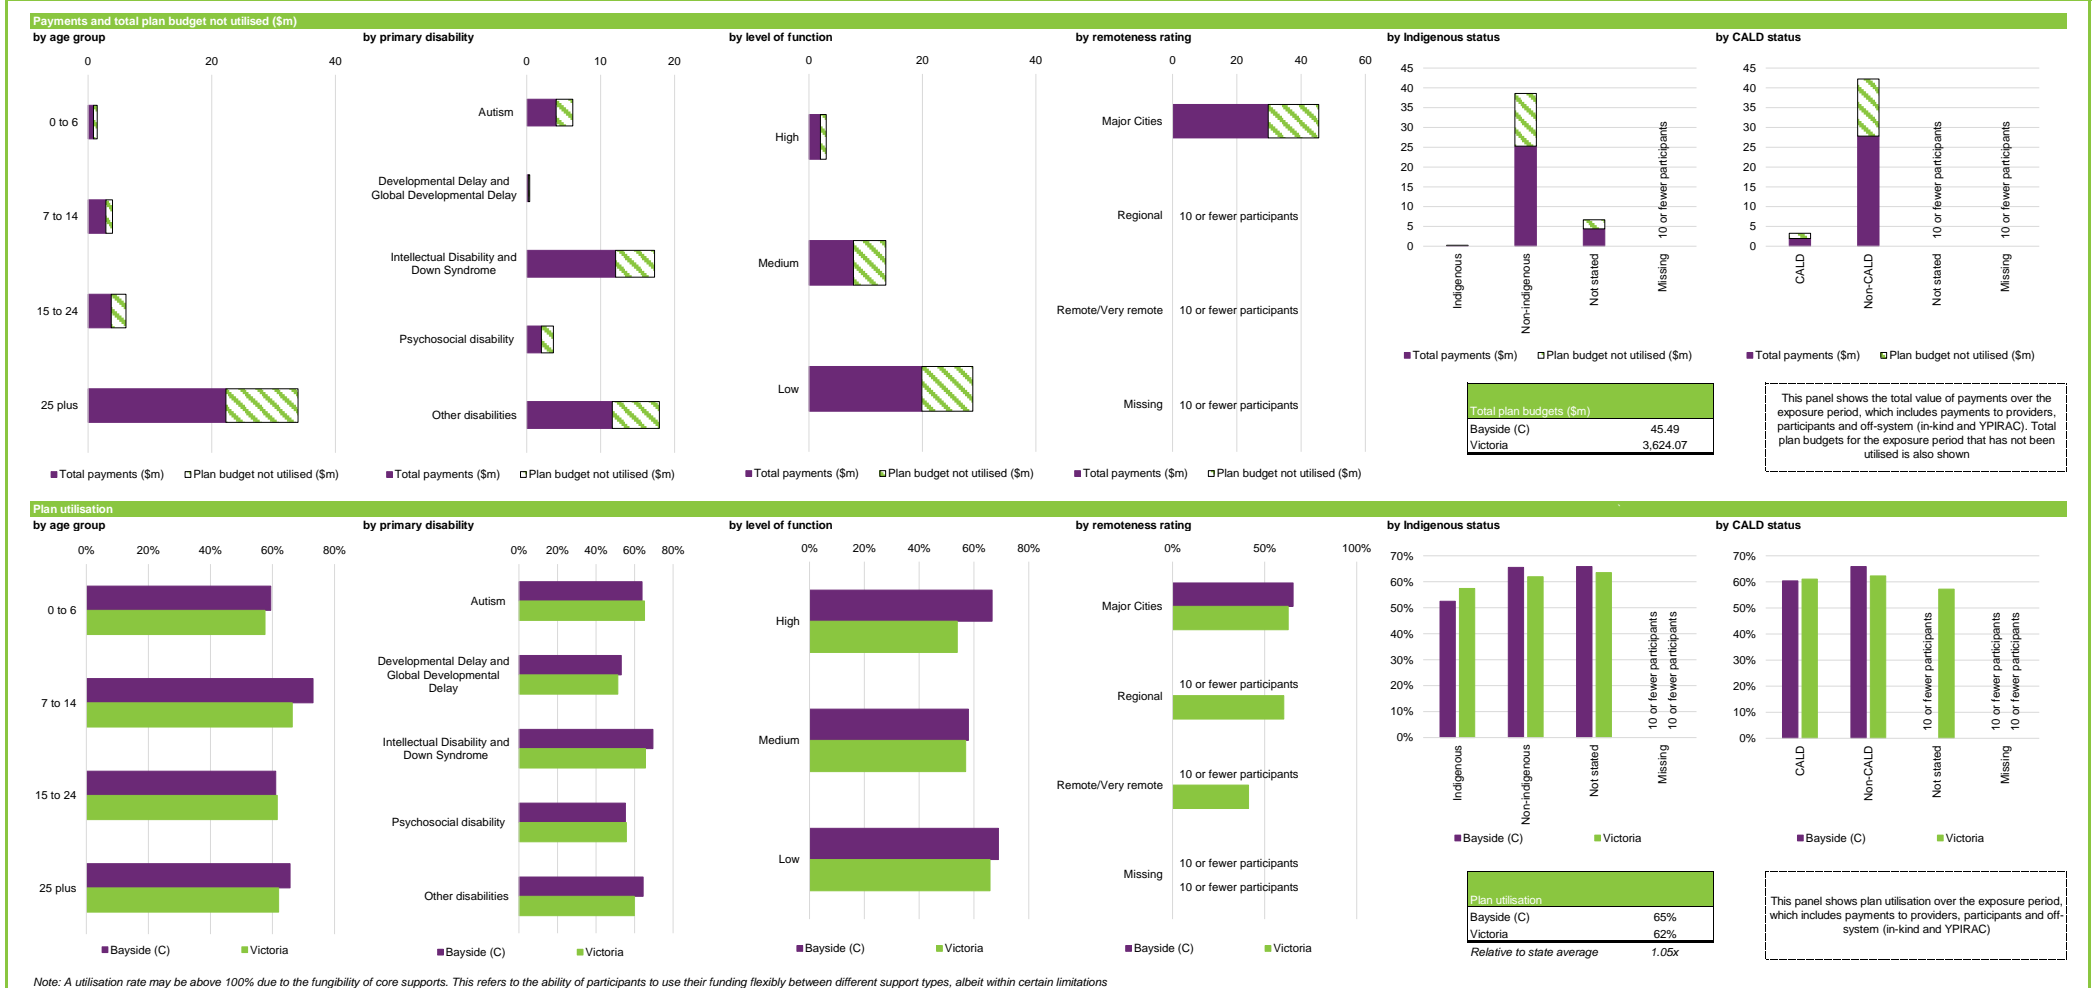 Payments and total plan budget not utilised ($m)
by age group
0
20
40
0 to 6
7 to 14
15 to 24
25 plus
Total payments ($m)
Plan budget not utilised ($m)
by primary disability
0
10
20
Autism
Developmental Delay and
Global Developmental Delay
Intellectual Disability and
Down Syndrome
Psychosocial disability
Other disabilities
Total payments ($m)
Plan budget not utilised ($m)
by level of function
0
20
40
High
Medium
Low
Total payments ($m)
Plan budget not utilised ($m)
by remoteness rating
0
20
40
60
Major Cities
Regional
10 or fewer participants
Remote/Very remote
10 or fewer participants
Missing
10 or fewer participants
Total payments ($m)
Plan budget not utilised ($m)
by Indigenous status
45
40
35
30
25
20
15
10
5
0
10 or fewer participants
Indigenous
Non-indigenous
Not stated
Missing
Total payments ($m)
Plan budget not utilised ($m)
Total plan budgets ($m)
Bayside (C) 45.49
Victoria 3,624.07
by CALD status
45
40
35
30
25
20
15
10
5
0
10 or fewer participants
10 or fewer participants
CALD
Non-CALD
Not stated
Missing
Total payments ($m)
Plan budget not utilised ($m)
This panel shows the total value of payments over the
exposure period, which includes payments to providers,
participants and off-system (in-kind and YPIRAC). Total
plan budgets for the exposure period that has not been
utilised is also shown
Plan utilisation
by age group
0%
20%
40%
60%
80%
0 to 6
7 to 14
15 to 24
25 plus
Bayside (C)
Victoria
by primary disability
0%
20%
40%
60%
80%
Autism
Developmental Delay and
Global Developmental
Delay
Intellectual Disability and
Down Syndrome
Psychosocial disability
Other disabilities
Bayside (C)
Victoria
by level of function
0%
20%
40%
60%
80%
High
Medium
Low
Bayside (C)
Victoria
by remoteness rating
0%
50%
100%
Major Cities
Regional
10 or fewer participants
Remote/Very remote
10 or fewer participants
Missing
10 or fewer participants
10 or fewer participants
Bayside (C)
Victoria
by Indigenous status
70%
60%
50%
40%
30%
20%
10%
0%
10 or fewer participants
10 or fewer participants
Indigenous
Non-indigenous
Not stated
Missing
Bayside (C)
Victoria
Plan utilisation
Bayside (C) 65%
Victoria 62%
Relative to state average 1.05x
by CALD status
70%
60%
50%
40%
30%
20%
10%
0%
10 or fewer participants
10 or fewer participants
10 or fewer participants
CALD
Non-CALD
Not stated
Missing
Bayside (C)
Victoria
This panel shows plan utilisation over the exposure period,
which includes payments to providers, participants and off-
system (in-kind and YPIRAC)
Note: A utilisation rate may be above 100% due to the fungibility of core supports. This refers to the ability of participants to use their funding flexibly between different support types, albeit within certain limitations